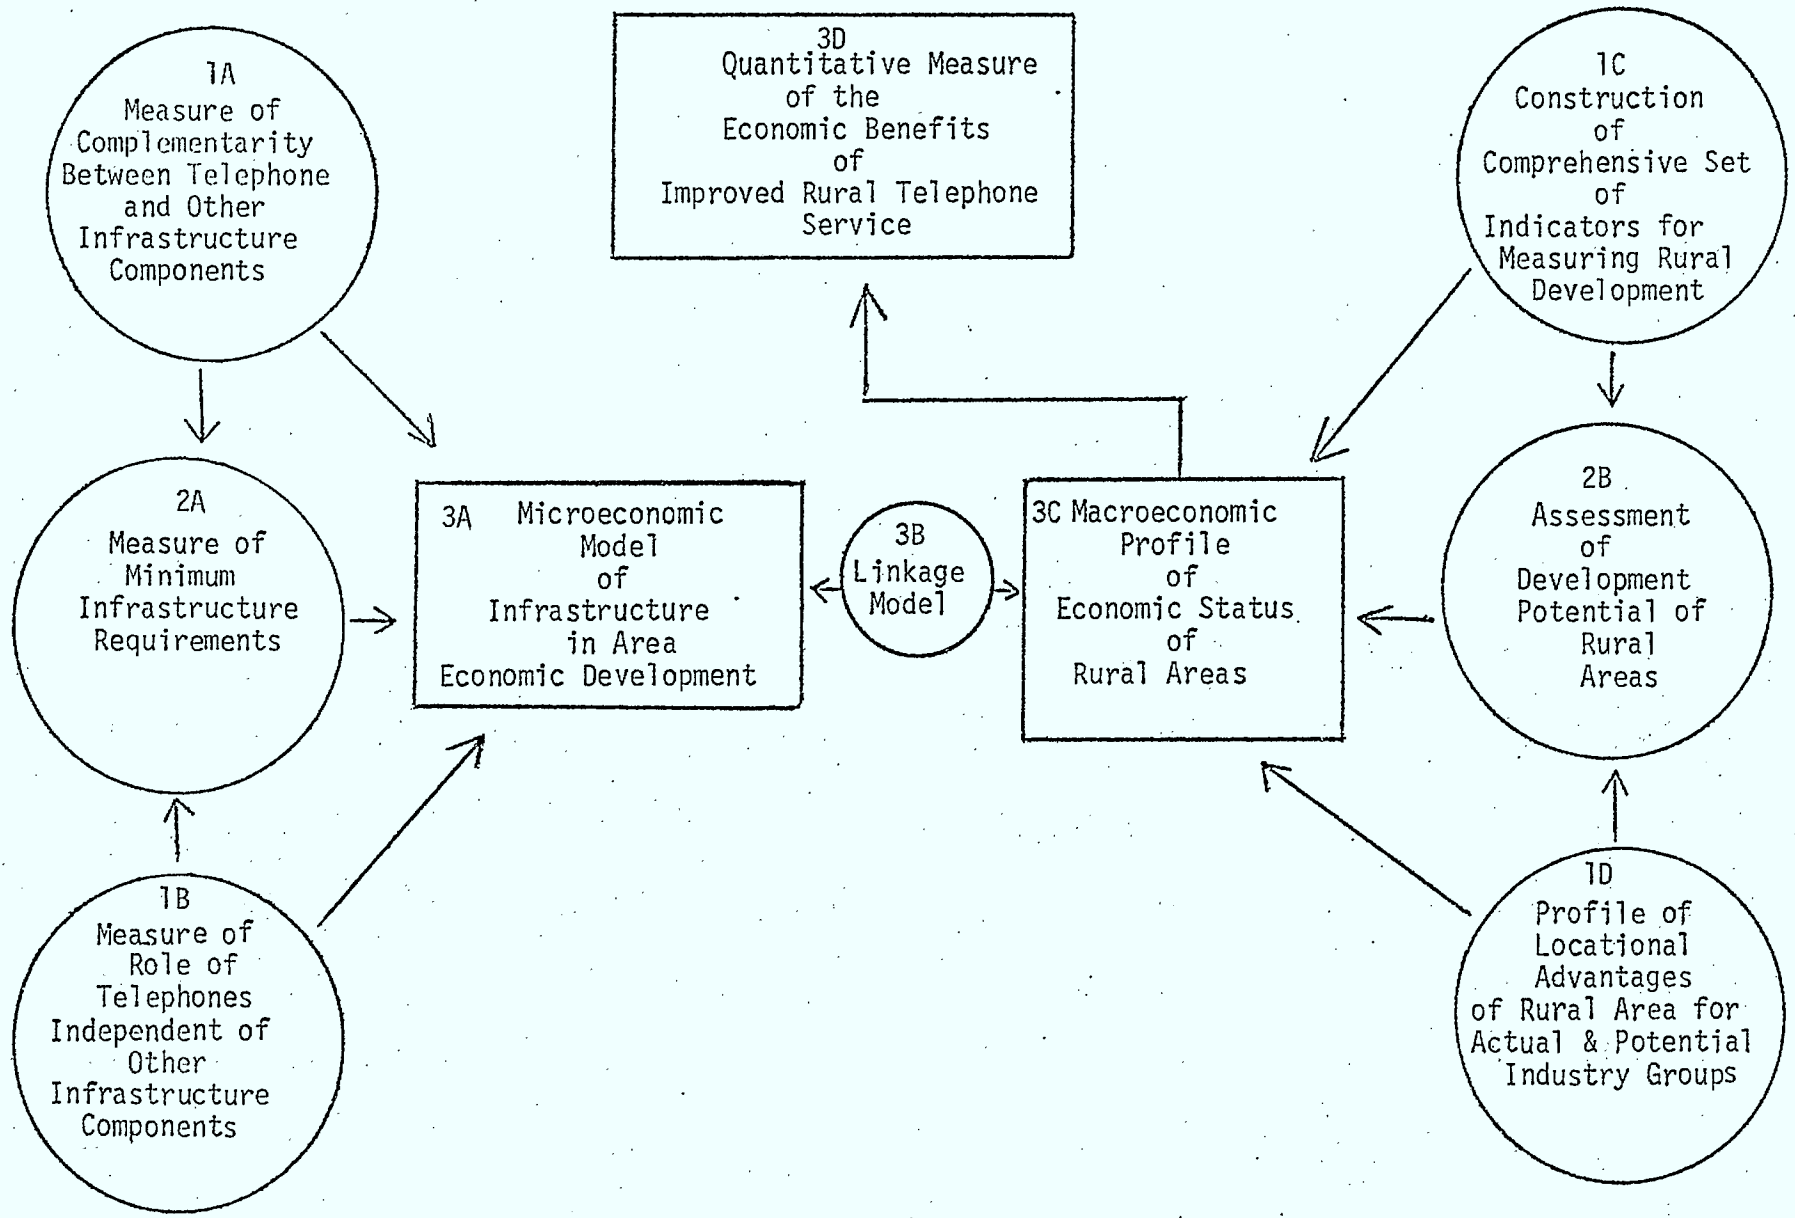 1A
Measure of
Complementarity
Between Telephone
and Other
Infrastructure
Components
3D
Quantitative Measure
of the
Economic Benefits
of
Improved Rural Telephone
Service
1C
Construction
of
Comprehensive Set
of
Indicators for
Measuring Rural
Development
2A
Measure of
Minimum
Infrastructure
Requirements
3A Microeconomic
Model
of
Infrastructure
in Area
Economic Development
3B
Linkage
Model
3C Macroeconomic
Profile
of
Economic Status
of
Rural Areas
2B
Assessment
of
Development
Potential of
Rural
Areas
1B
Measure of
Role of
Telephones
Independent of
Other
Infrastructure
Components
1D
Profile of
Locational
Advantages
of Rural Area for
Actual & Potential
Industry Groups